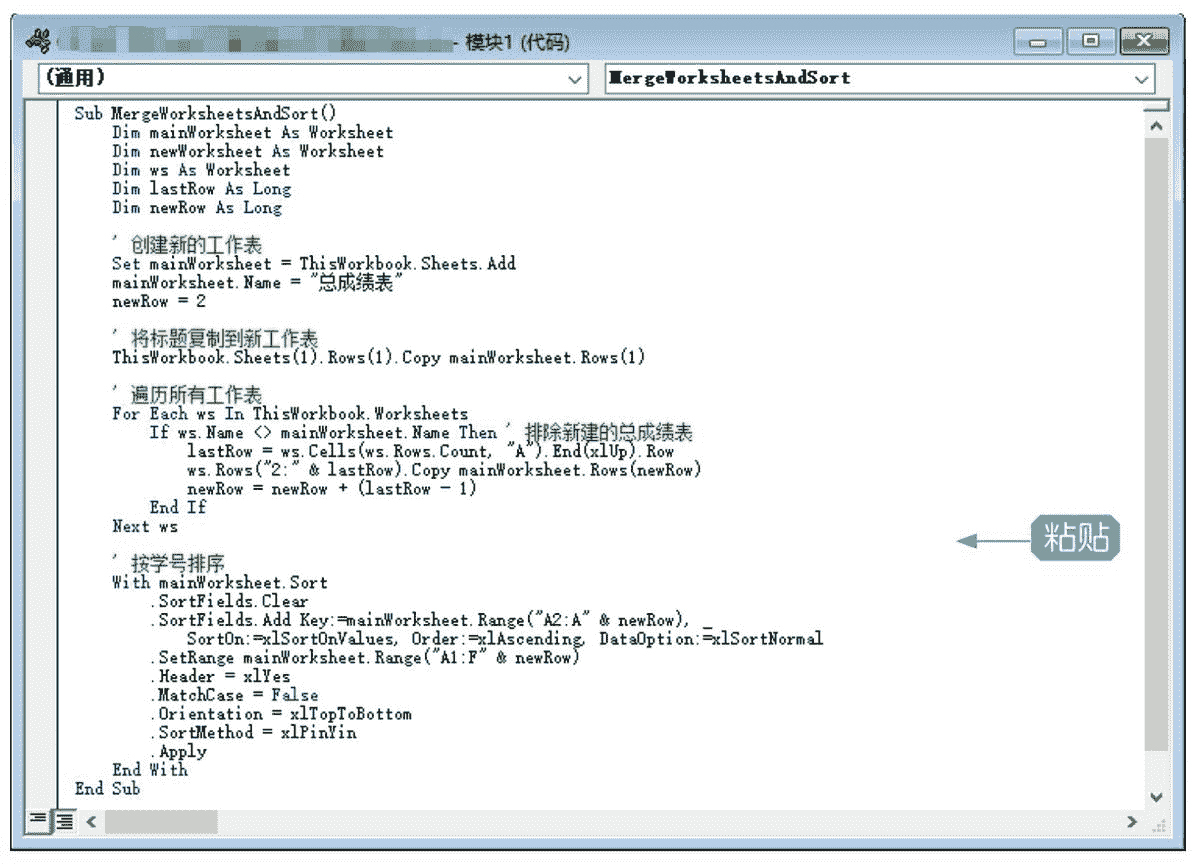 - 模块1 (代码)
(通用)
MergeWorksheetsAndSort
Sub MergeWorksheetsAndSort()
Dim mainWorksheet As Worksheet
Dim newWorksheet As Worksheet
Dim ws As Worksheet
Dim lastRow As Long
Dim newRow As Long
' 创建新的工作表
Set mainWorksheet = ThisWorkbook.Sheets.Add
mainWorksheet.Name = "总成绩表"
newRow = 2
' 将标题复制到新工作表
ThisWorkbook.Sheets(1).Rows(1).Copy mainWorksheet.Rows(1)
' 遍历所有工作表
For Each ws In ThisWorkbook.Worksheets
If ws.Name <> mainWorksheet.Name Then ' 排除新建的总成绩表
lastRow = ws.Cells(ws.Rows.Count, "A").End(xlUp).Row
ws.Rows("2:" & lastRow).Copy mainWorksheet.Rows(newRow)
newRow = newRow + (lastRow - 1)
End If
Next ws
粘贴
' 按学号排序
With mainWorksheet.Sort
.SortFields.Clear
.SortFields.Add Key:=mainWorksheet.Range("A2:A" & newRow), _
SortOn:=xlSortOnValues, Order:=xlAscending, DataOption:=xlSortNormal
.SetRange mainWorksheet.Range("A1:F" & newRow)
.Header = xlYes
.MatchCase = False
.Orientation = xlTopToBottom
.SortMethod = xlPinYin
.Apply
End With
End Sub